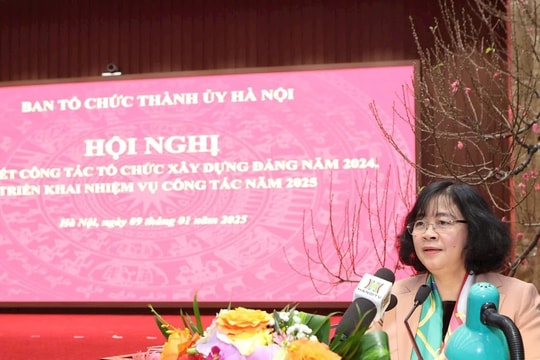 BAN TỔ CHỨC THÀNH ỦY HÀ NỘI
HỘI NGHỊ
KẾT CÔNG TÁC TỔ CHỨC XÂY DỰNG ĐẢNG NĂM 2024,
TRIỂN KHAI NHIỆM VỤ CÔNG TÁC NĂM 2025
Hà Nội, ngày 09 tháng 01 năm 2025